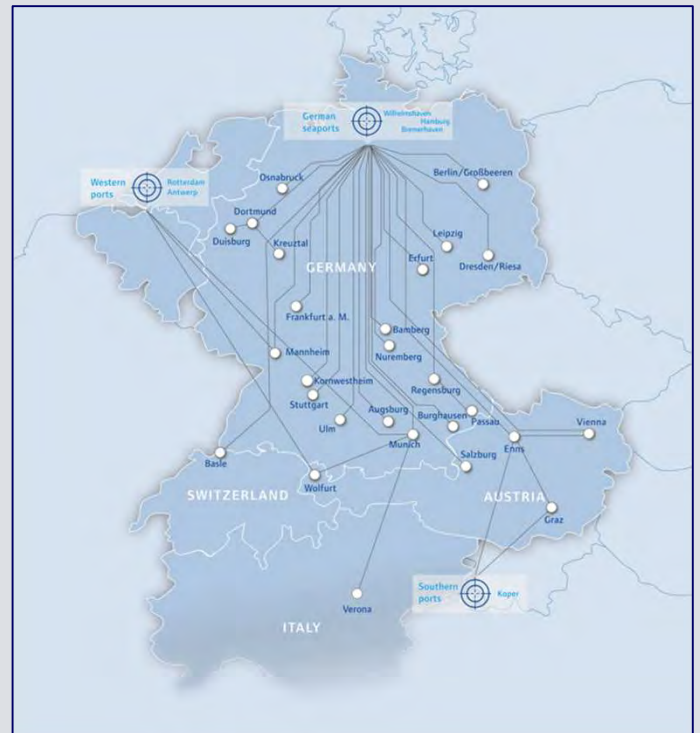 German
seaports
Wilhelmshaven
Hamburg
Bremerhaven
Western
ports
Rotterdam
Antwerp
Osnabruck
Berlin/Großbeeren
Dortmund
Duisburg
Kreuztal
Leipzig
Erfurt
Dresden/Riesa
GERMANY
Frankfurt a. M.
Bamberg
Nuremberg
Mannheim
Kornwestheim
Stuttgart
Regensburg
Augsburg
Burghausen
Passau
Ulm
Munich
Enns
Vienna
Basle
Salzburg
Wolfurt
SWITZERLAND
AUSTRIA
Graz
Southern
ports
Koper
Verona
ITALY